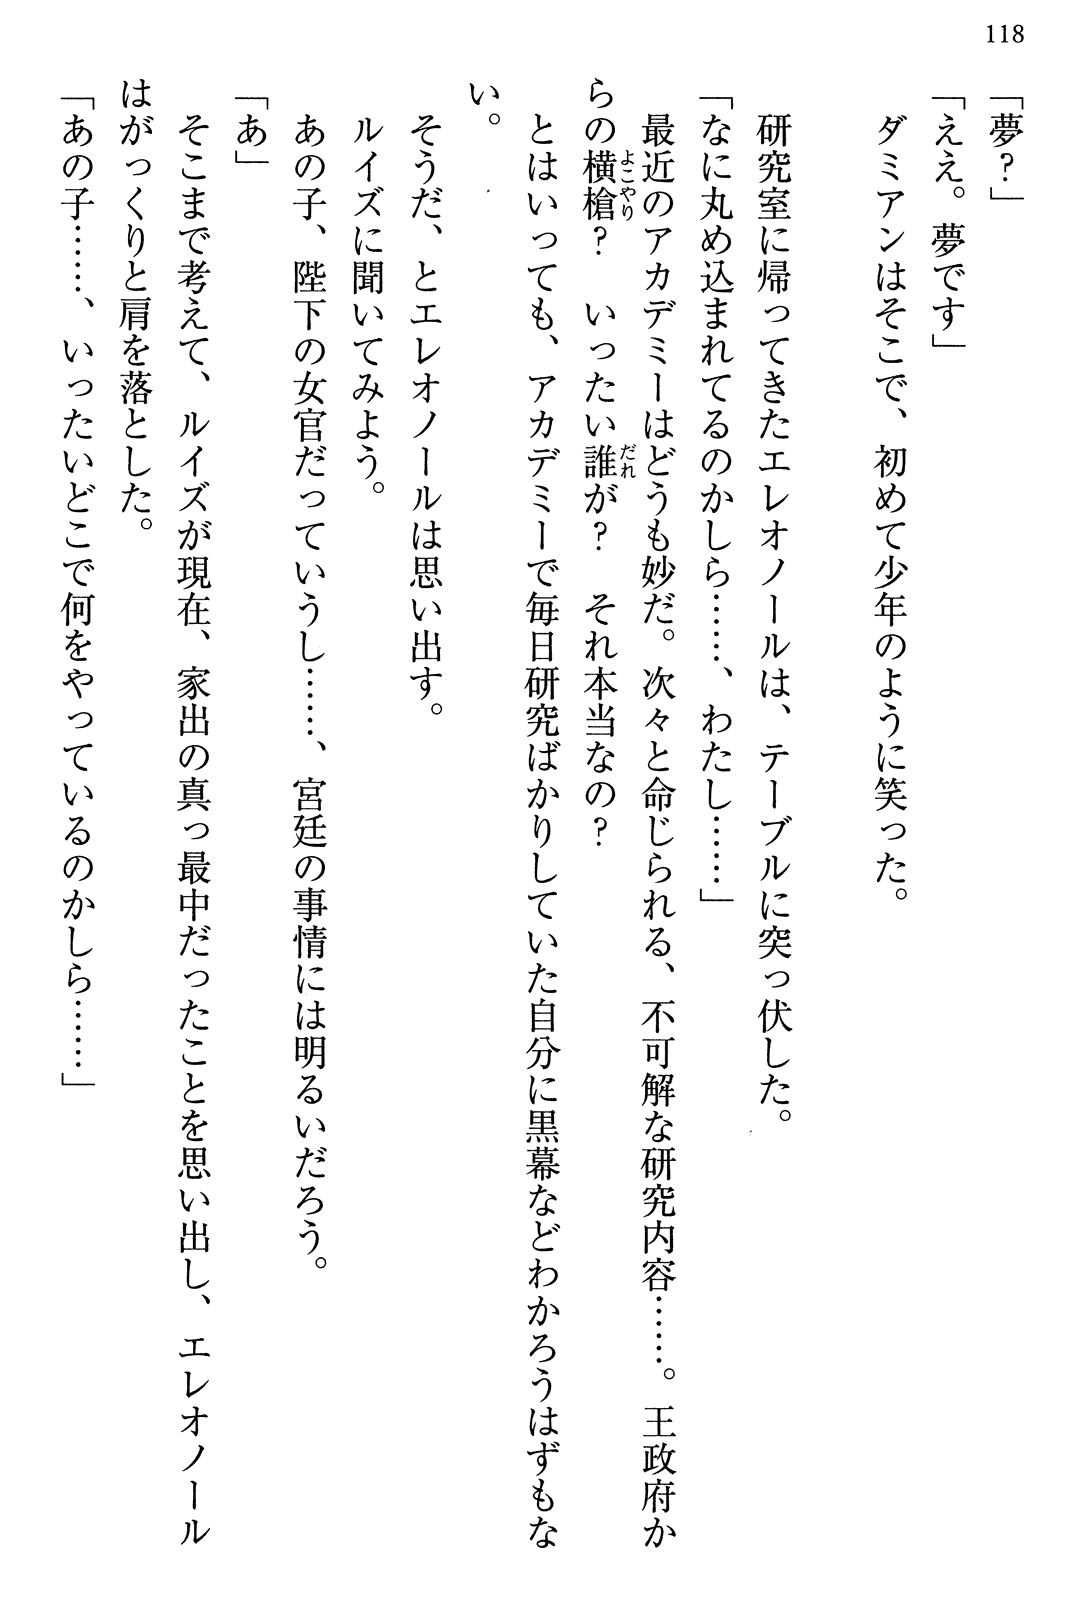 118
「夢?」
「ええ。夢です」
ダミアンはそこで、初めて少年のように笑った。
研究室に帰ってきたエレオノールは、テーブルに突っ伏した。
「なに丸め込まれてるのかしら……、わたし……」
最近のアカデミーはどうも妙だ。次々と命じられる、不可解な研究内容……。王政府か
らの横槍? いったい誰が? それ本当なの?
よこやり
だれ
とはいっても、アカデミーで毎日研究ばかりしていた自分に黒幕などわかろうはずもな
い。
そうだ、とエレオノールは思い出す。
ルイズに聞いてみよう。
あの子、陛下の女官だっていうし……、宮廷の事情には明るいだろう。
「あ」
そこまで考えて、ルイズが現在、家出の真っ最中だったことを思い出し、エレオノール
はがっくりと肩を落とした。
「あの子……、いったいどこで何をやっているのかしら……」